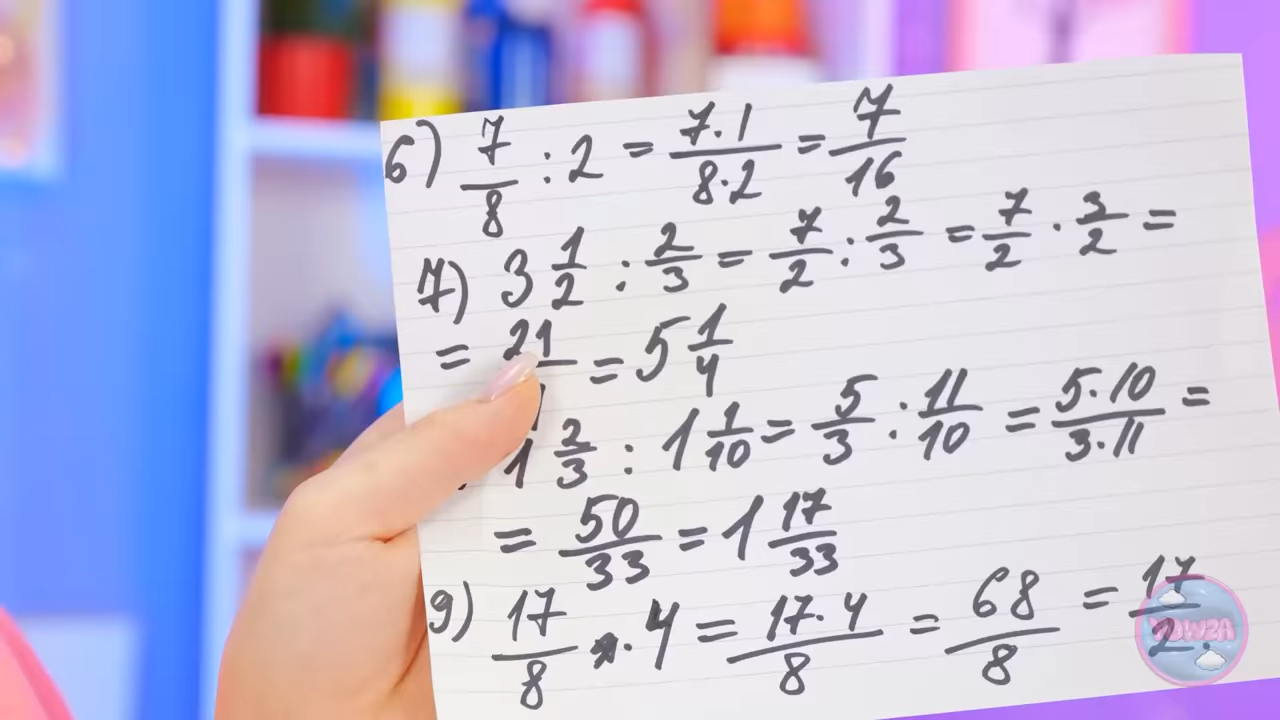 6) 7/8 : 2 = 7·1/8·2 = 7/16
7) 3 1/2 : 2/3 = 7/2 : 2/3 = 7/2 · 3/2 =
= 21/ = 5 1/4
1 2/3 : 1 1/10 = 5/3 : 11/10 = 5·10/3·11 =
= 50/33 = 1 17/33
9) 17/8 · 4 = 17·4/8 = 68/8 = 17/2
YOWZA